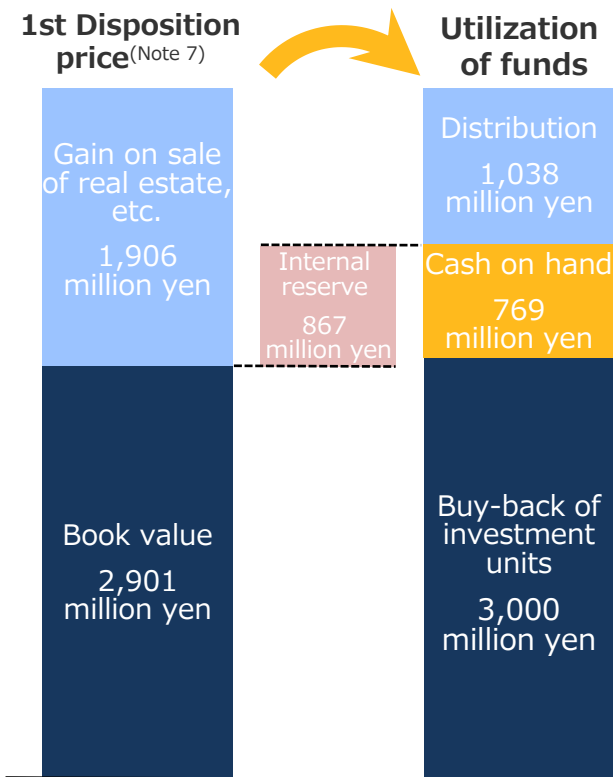 1st Disposition
price(Note 7)
Utilization
of funds
Gain on sale
of real estate,
etc.
1,906
million yen
Book value
2,901
million yen
Internal
reserve
867
million yen
Distribution
1,038
million yen
Cash on hand
769
million yen
Buy-back of
investment
units
3,000
million yen